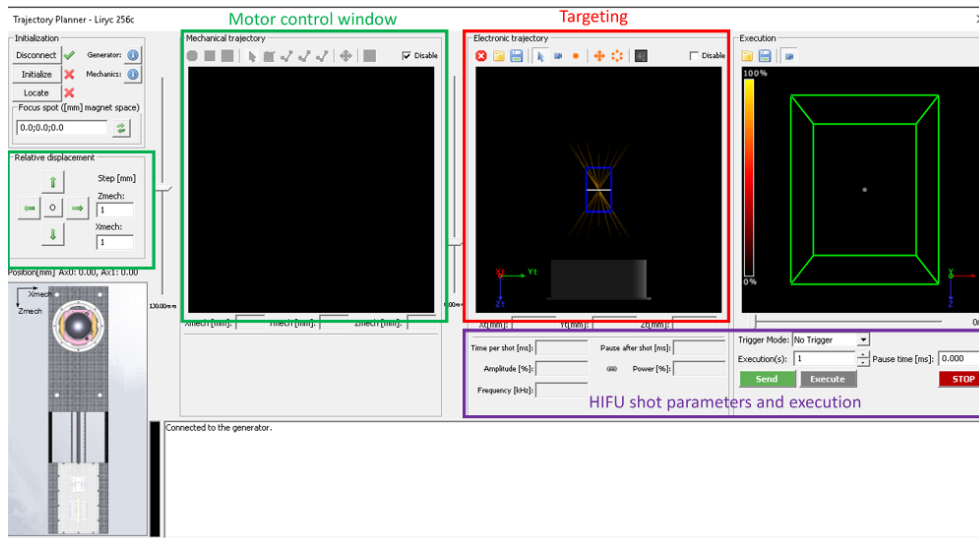 Trajectory Planner - Liryc 256c
Motor control window
Targeting
Initialization
Disconnect
Generator:
Initialize
Mechanics:
Locate
Focus spot ([mm] magnet space)
0.0;0.0;0.0
Relative displacement
Step [mm]
Zmech:
1
Xmech:
1
Position[mm] Ax0: 0.00, Ax1: 0.00
Xmech
Zmech
130.00mm
Mechanical trajectory
Disable
Xmech[mm]:
Ymech[mm]:
Zmech[mm]:
Electronic trajectory
Disable
Xt
Yt
Zt
Xt[mm]:
Yt[mm]:
Zt[mm]:
Time per shot [ms]:
Pause after shot [ms]:
Amplitude [%]:
Power [%]:
Frequency [kHz]:
HIFU shot parameters and execution
Execution
100%
0%
Trigger Mode: No Trigger
Execution(s): 1
Pause time [ms]: 0.000
Send
Execute
STOP
Connected to the generator.